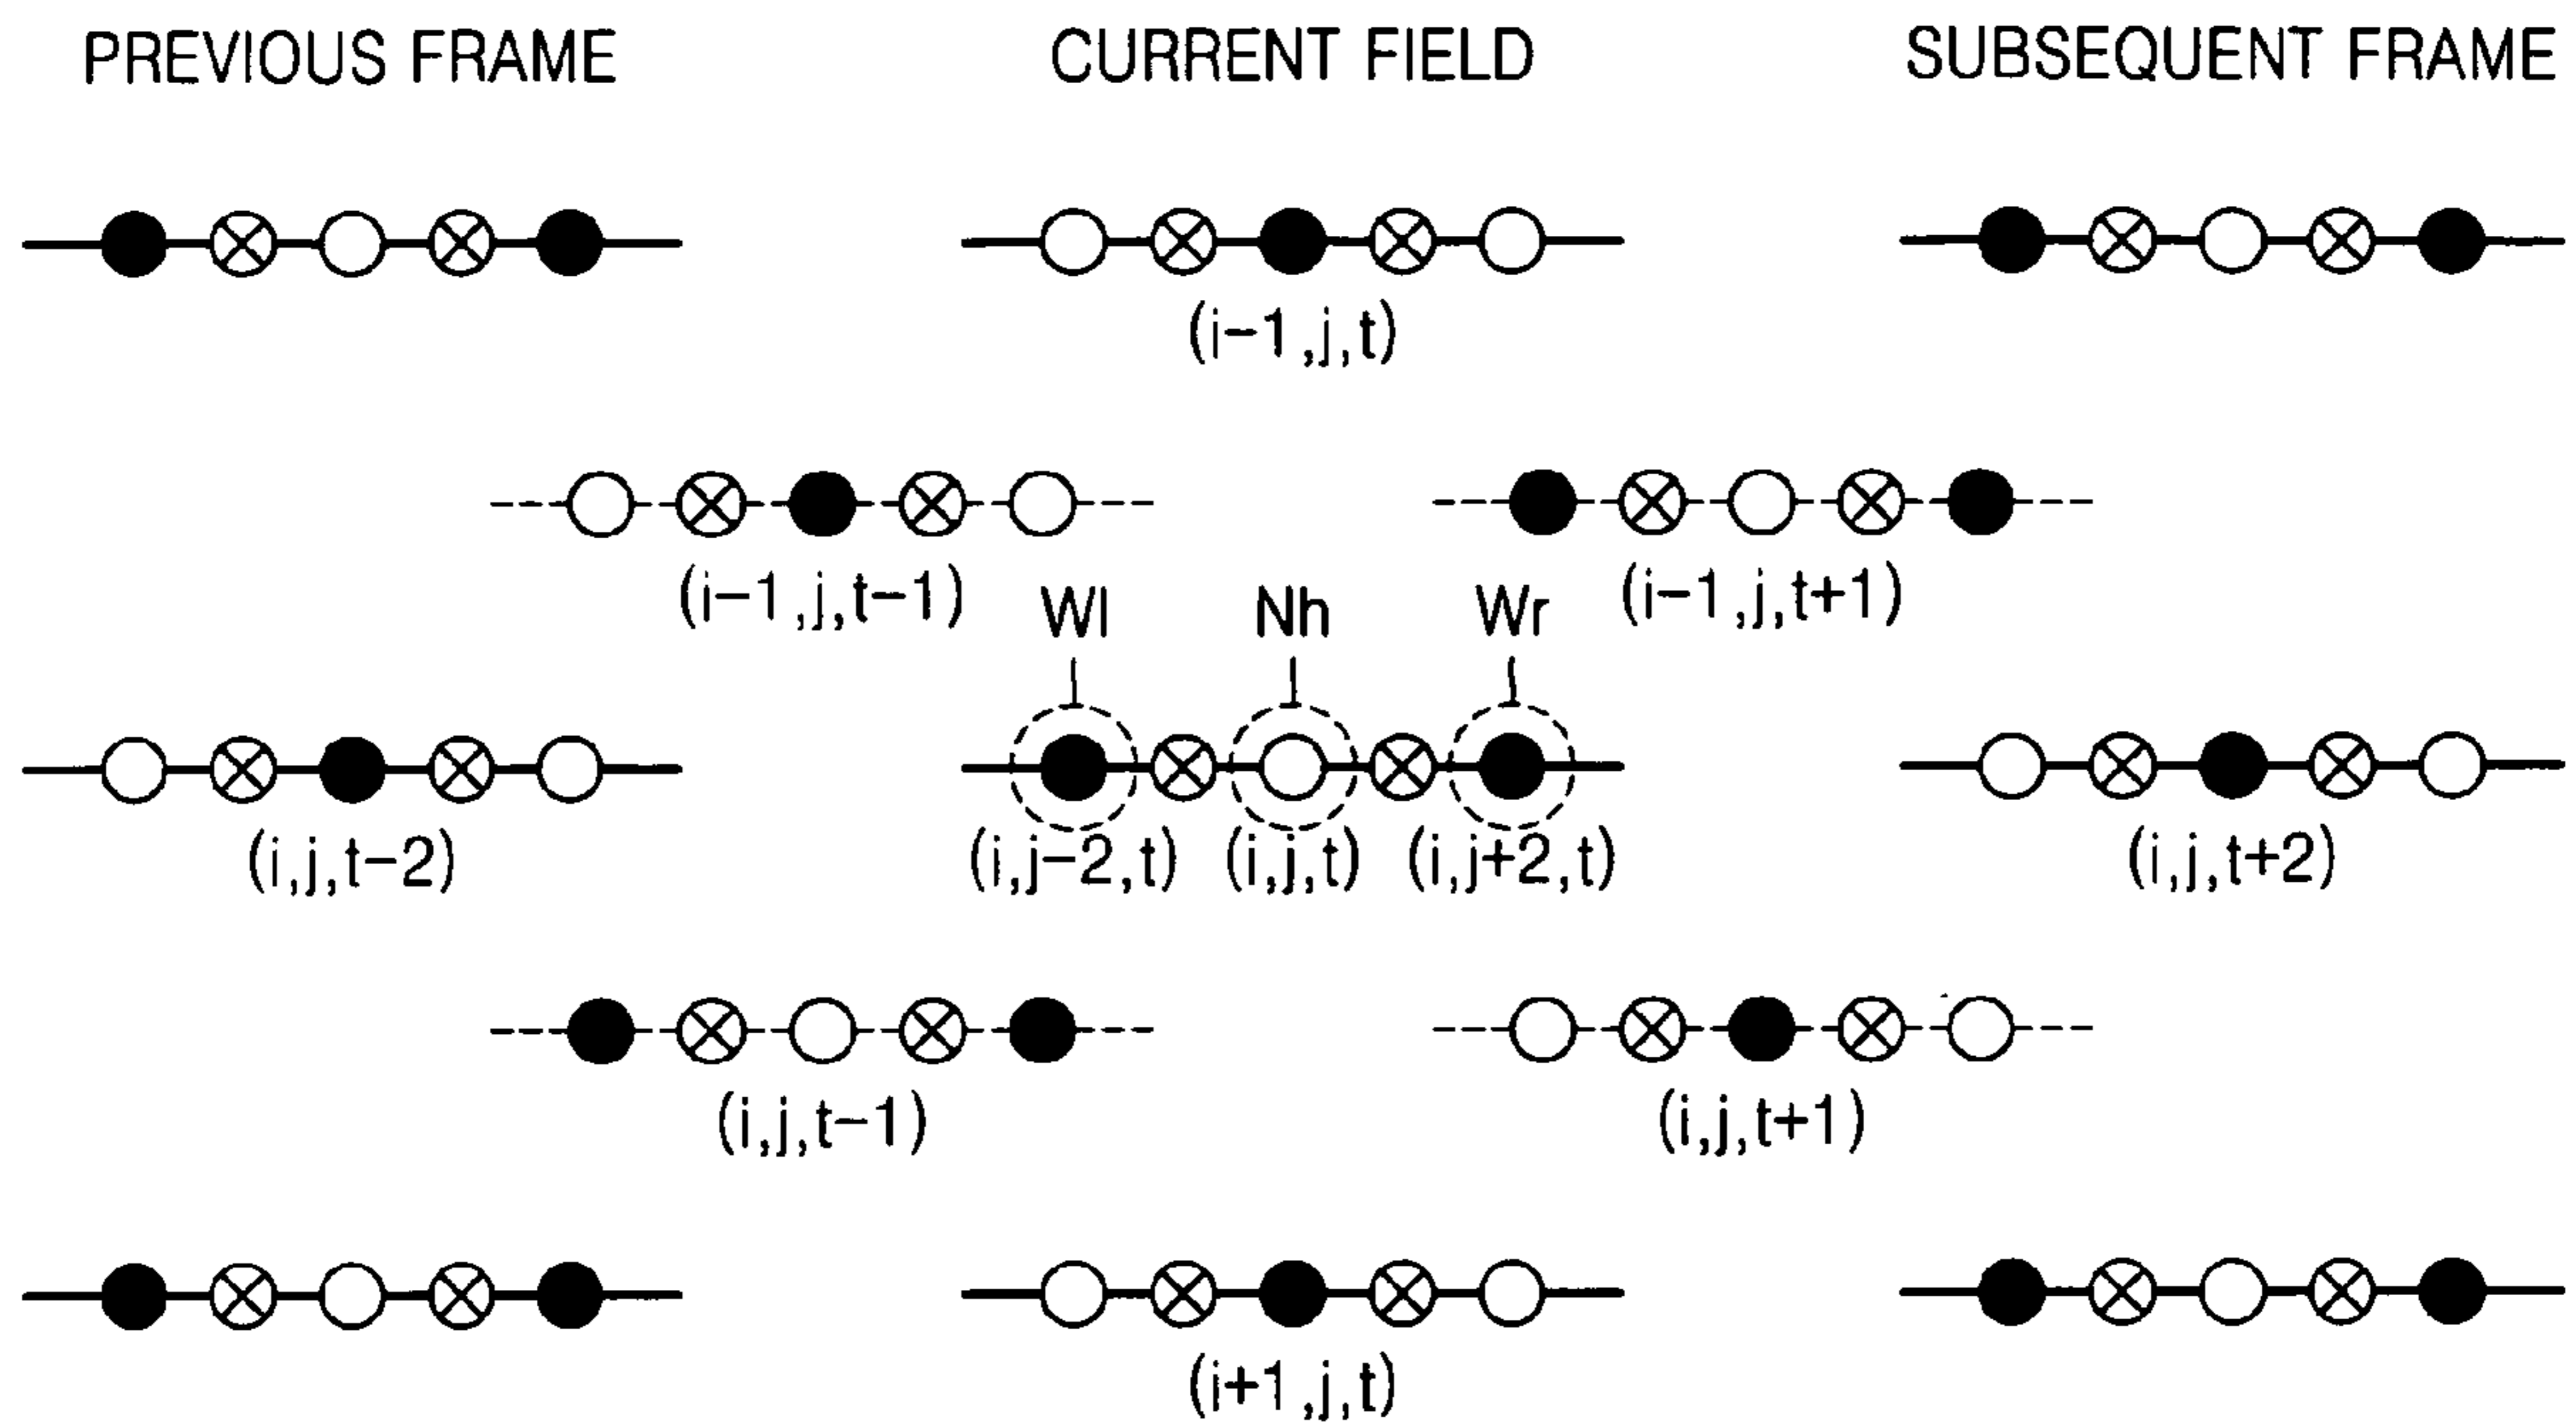 PREVIOUS FRAME CURRENT FIELD SUBSEQUENT FRAME
(i-1,j,t)
(i-1,j,t-1) (i-1,j,t+1)
Wl Nh Wr
(i,j,t-2) (i,j-2,t) (i,j,t) (i,j+2,t) (i,j,t+2)
(i,j,t-1) (i,j,t+1)
(i+1,j,t)